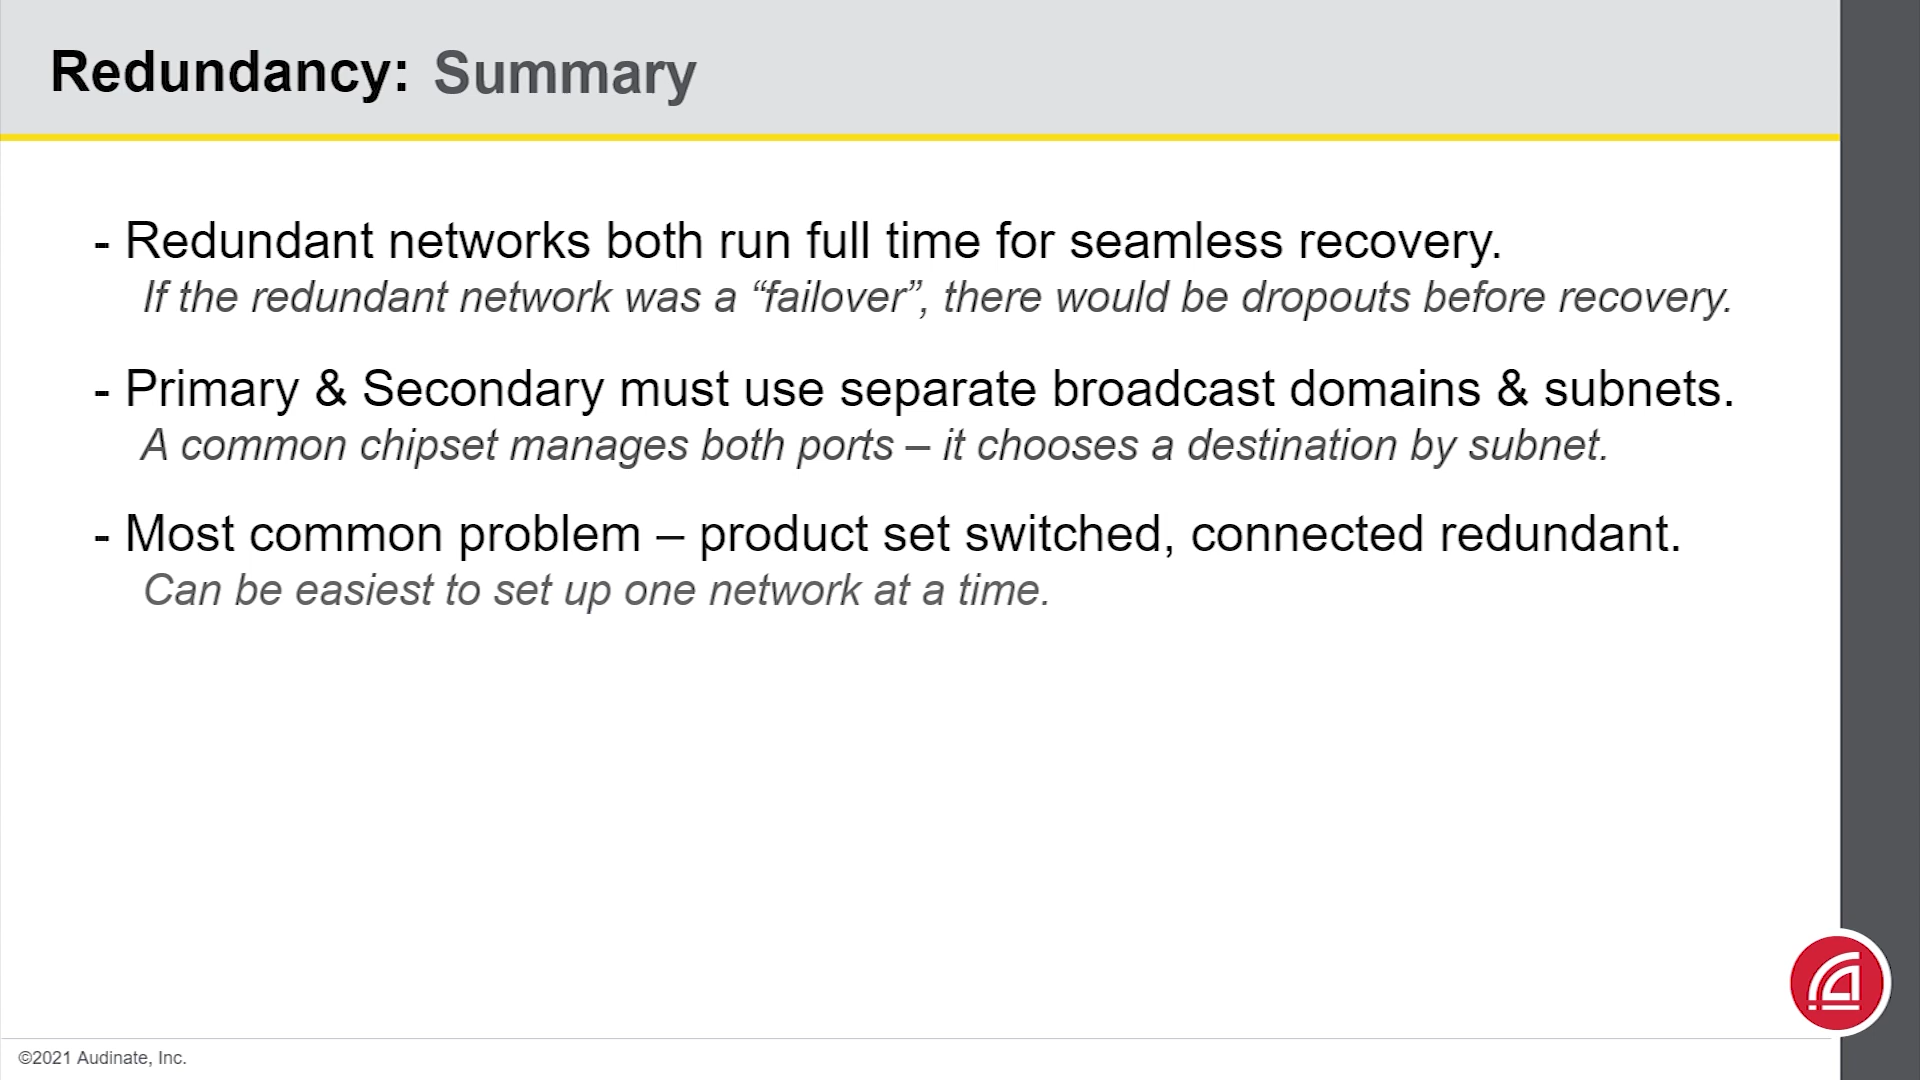 Redundancy: Summary
- Redundant networks both run full time for seamless recovery.
If the redundant network was a “failover”, there would be dropouts before recovery.
- Primary & Secondary must use separate broadcast domains & subnets.
A common chipset manages both ports – it chooses a destination by subnet.
- Most common problem – product set switched, connected redundant.
Can be easiest to set up one network at a time.
©2021 Audinate, Inc.